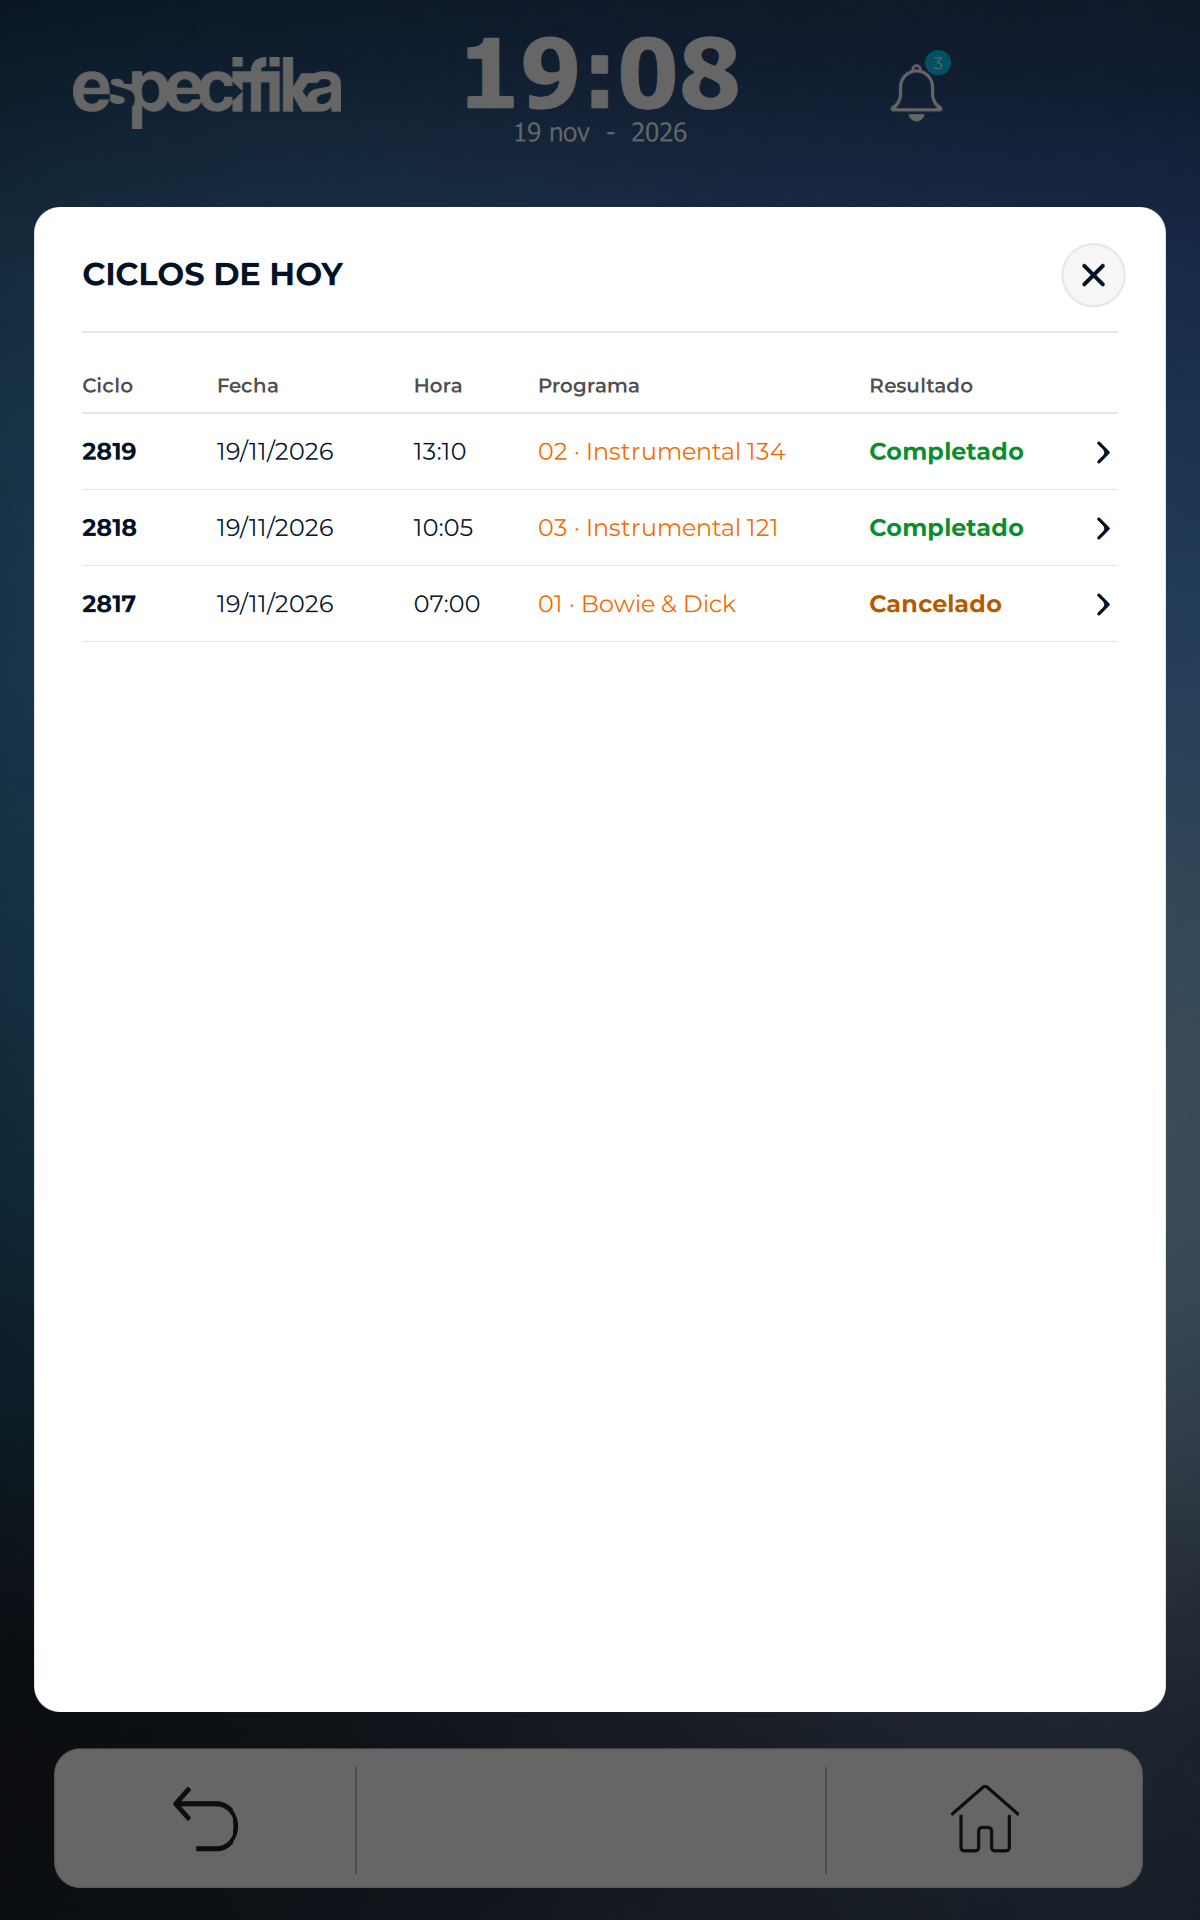 especifika
19:08
19 nov - 2026
3
CICLOS DE HOY
Ciclo Fecha Hora Programa Resultado
2819 19/11/2026 13:10 02 · Instrumental 134 Completado
2818 19/11/2026 10:05 03 · Instrumental 121 Completado
2817 19/11/2026 07:00 01 · Bowie & Dick Cancelado